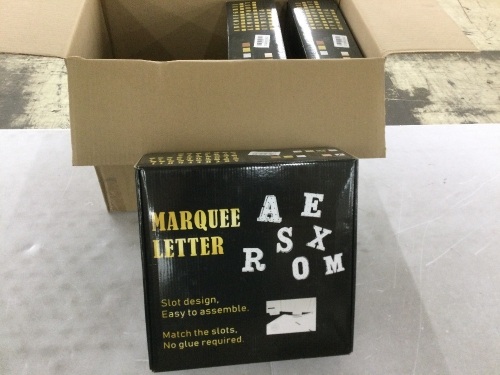 MARQUEE
LETTER
A E
S X
R O M
Slot design,
Easy to assemble.
Match the slots,
No glue required.